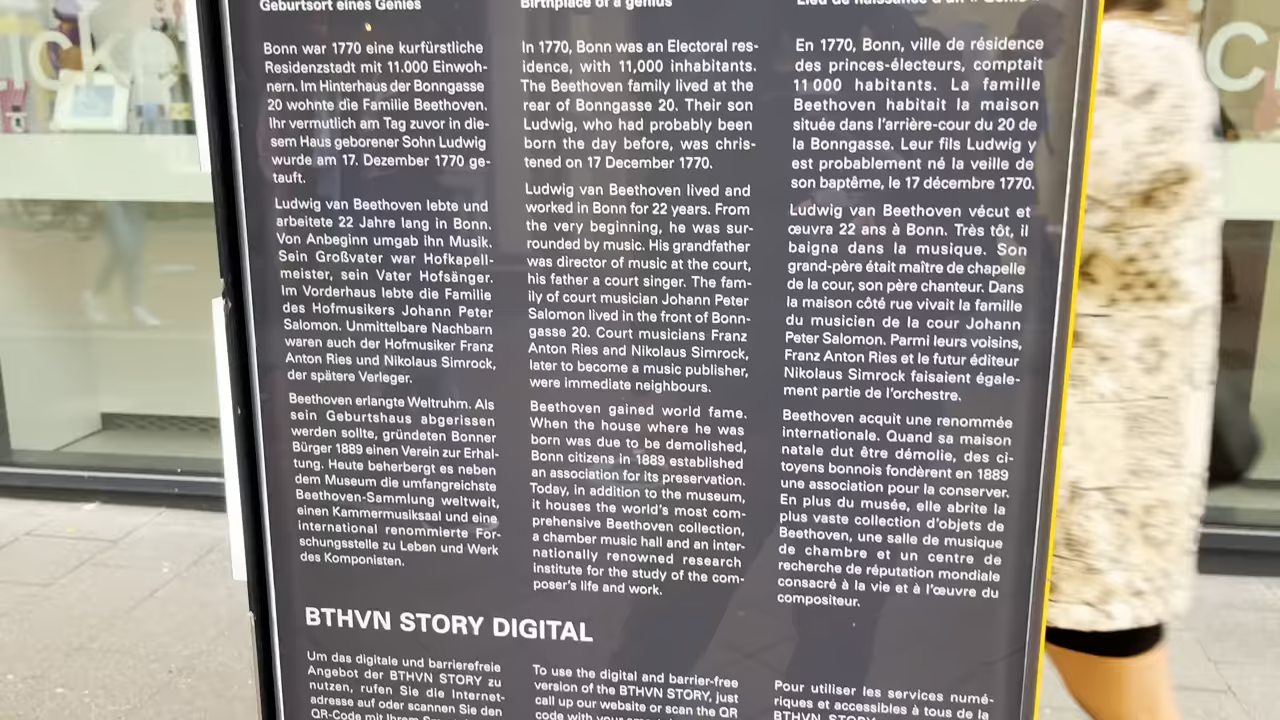 Geburtsort eines Genies
Bonn war 1770 eine kurfürstliche
Residenzstadt mit 11.000 Einwoh-
nern. Im Hinterhaus der Bonngasse
20 wohnte die Familie Beethoven.
Ihr vermutlich am Tag zuvor in die-
sem Haus geborener Sohn Ludwig
wurde am 17. Dezember 1770 ge-
tauft.
Ludwig van Beethoven lebte und
arbeitete 22 Jahre lang in Bonn.
Von Anbeginn umgab ihn Musik.
Sein Großvater war Hofkapell-
meister, sein Vater Hofsänger.
Im Vorderhaus lebte die Familie
des Hofmusikers Johann Peter
Salomon. Unmittelbare Nachbarn
waren auch der Hofmusiker Franz
Anton Ries und Nikolaus Simrock,
der spätere Verleger.
Beethoven erlangte Weltruhm. Als
sein Geburtshaus abgerissen
werden sollte, gründeten Bonner
Bürger 1889 einen Verein zur Erhal-
tung. Heute beherbergt es neben
dem Museum die umfangreichste
Beethoven-Sammlung weltweit,
einen Kammermusiksaal und eine
international renommierte For-
schungsstelle zu Leben und Werk
des Komponisten.
Birthplace of a genius
In 1770, Bonn was an Electoral res-
idence, with 11,000 inhabitants.
The Beethoven family lived at the
rear of Bonngasse 20. Their son
Ludwig, who had probably been
born the day before, was chris-
tened on 17 December 1770.
Ludwig van Beethoven lived and
worked in Bonn for 22 years. From
the very beginning, he was sur-
rounded by music. His grandfather
was director of music at the court,
his father a court singer. The fam-
ily of court musician Johann Peter
Salomon lived in the front of Bonn-
gasse 20. Court musicians Franz
Anton Ries and Nikolaus Simrock,
later to become a music publisher,
were immediate neighbours.
Beethoven gained world fame.
When the house where he was
born was due to be demolished,
Bonn citizens in 1889 established
an association for its preservation.
Today, in addition to the museum,
it houses the world's most com-
prehensive Beethoven collection,
a chamber music hall and an inter-
nationally renowned research
institute for the study of the com-
poser's life and work.
Lieu de naissance d'un « Génie »
En 1770, Bonn, ville de résidence
des princes-électeurs, comptait
11 000 habitants. La famille
Beethoven habitait la maison
située dans l'arrière-cour du 20 de
la Bonngasse. Leur fils Ludwig y
est probablement né la veille de
son baptême, le 17 décembre 1770.
Ludwig van Beethoven vécut et
œuvra 22 ans à Bonn. Très tôt, il
baigna dans la musique. Son
grand-père était maître de chapelle
de la cour, son père chanteur. Dans
la maison côté rue vivait la famille
du musicien de la cour Johann
Peter Salomon. Parmi leurs voisins,
Franz Anton Ries et le futur éditeur
Nikolaus Simrock faisaient égale-
ment partie de l'orchestre.
Beethoven acquit une renommée
internationale. Quand sa maison
natale dut être démolie, des ci-
toyens bonnois fondèrent en 1889
une association pour la conserver.
En plus du musée, elle abrite la
plus vaste collection d'objets de
Beethoven, une salle de musique
de chambre et un centre de
recherche de réputation mondiale
consacré à la vie et à l'œuvre du
compositeur.
BTHVN STORY DIGITAL
Um das digitale und barrierefreie
Angebot der BTHVN STORY zu
nutzen, rufen Sie die Internet-
adresse auf oder scannen Sie den
QR-Code mit Ihrem
To use the digital and barrier-free
version of the BTHVN STORY, just
call up our website or scan the QR
code with your
Pour utiliser les services numé-
riques et accessibles à tous de la
BTHVN STORY